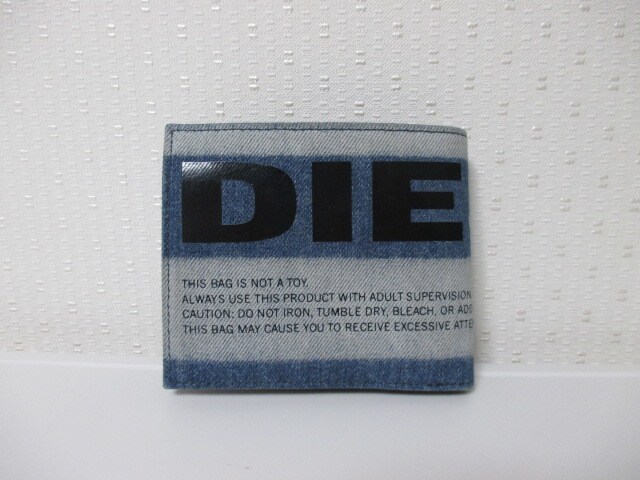 DIE
THIS BAG IS NOT A TOY.
ALWAYS USE THIS PRODUCT WITH ADULT SUPERVISION
CAUTION: DO NOT IRON, TUMBLE DRY, BLEACH, OR
THIS BAG MAY CAUSE YOU TO RECEIVE EXCESSIVE